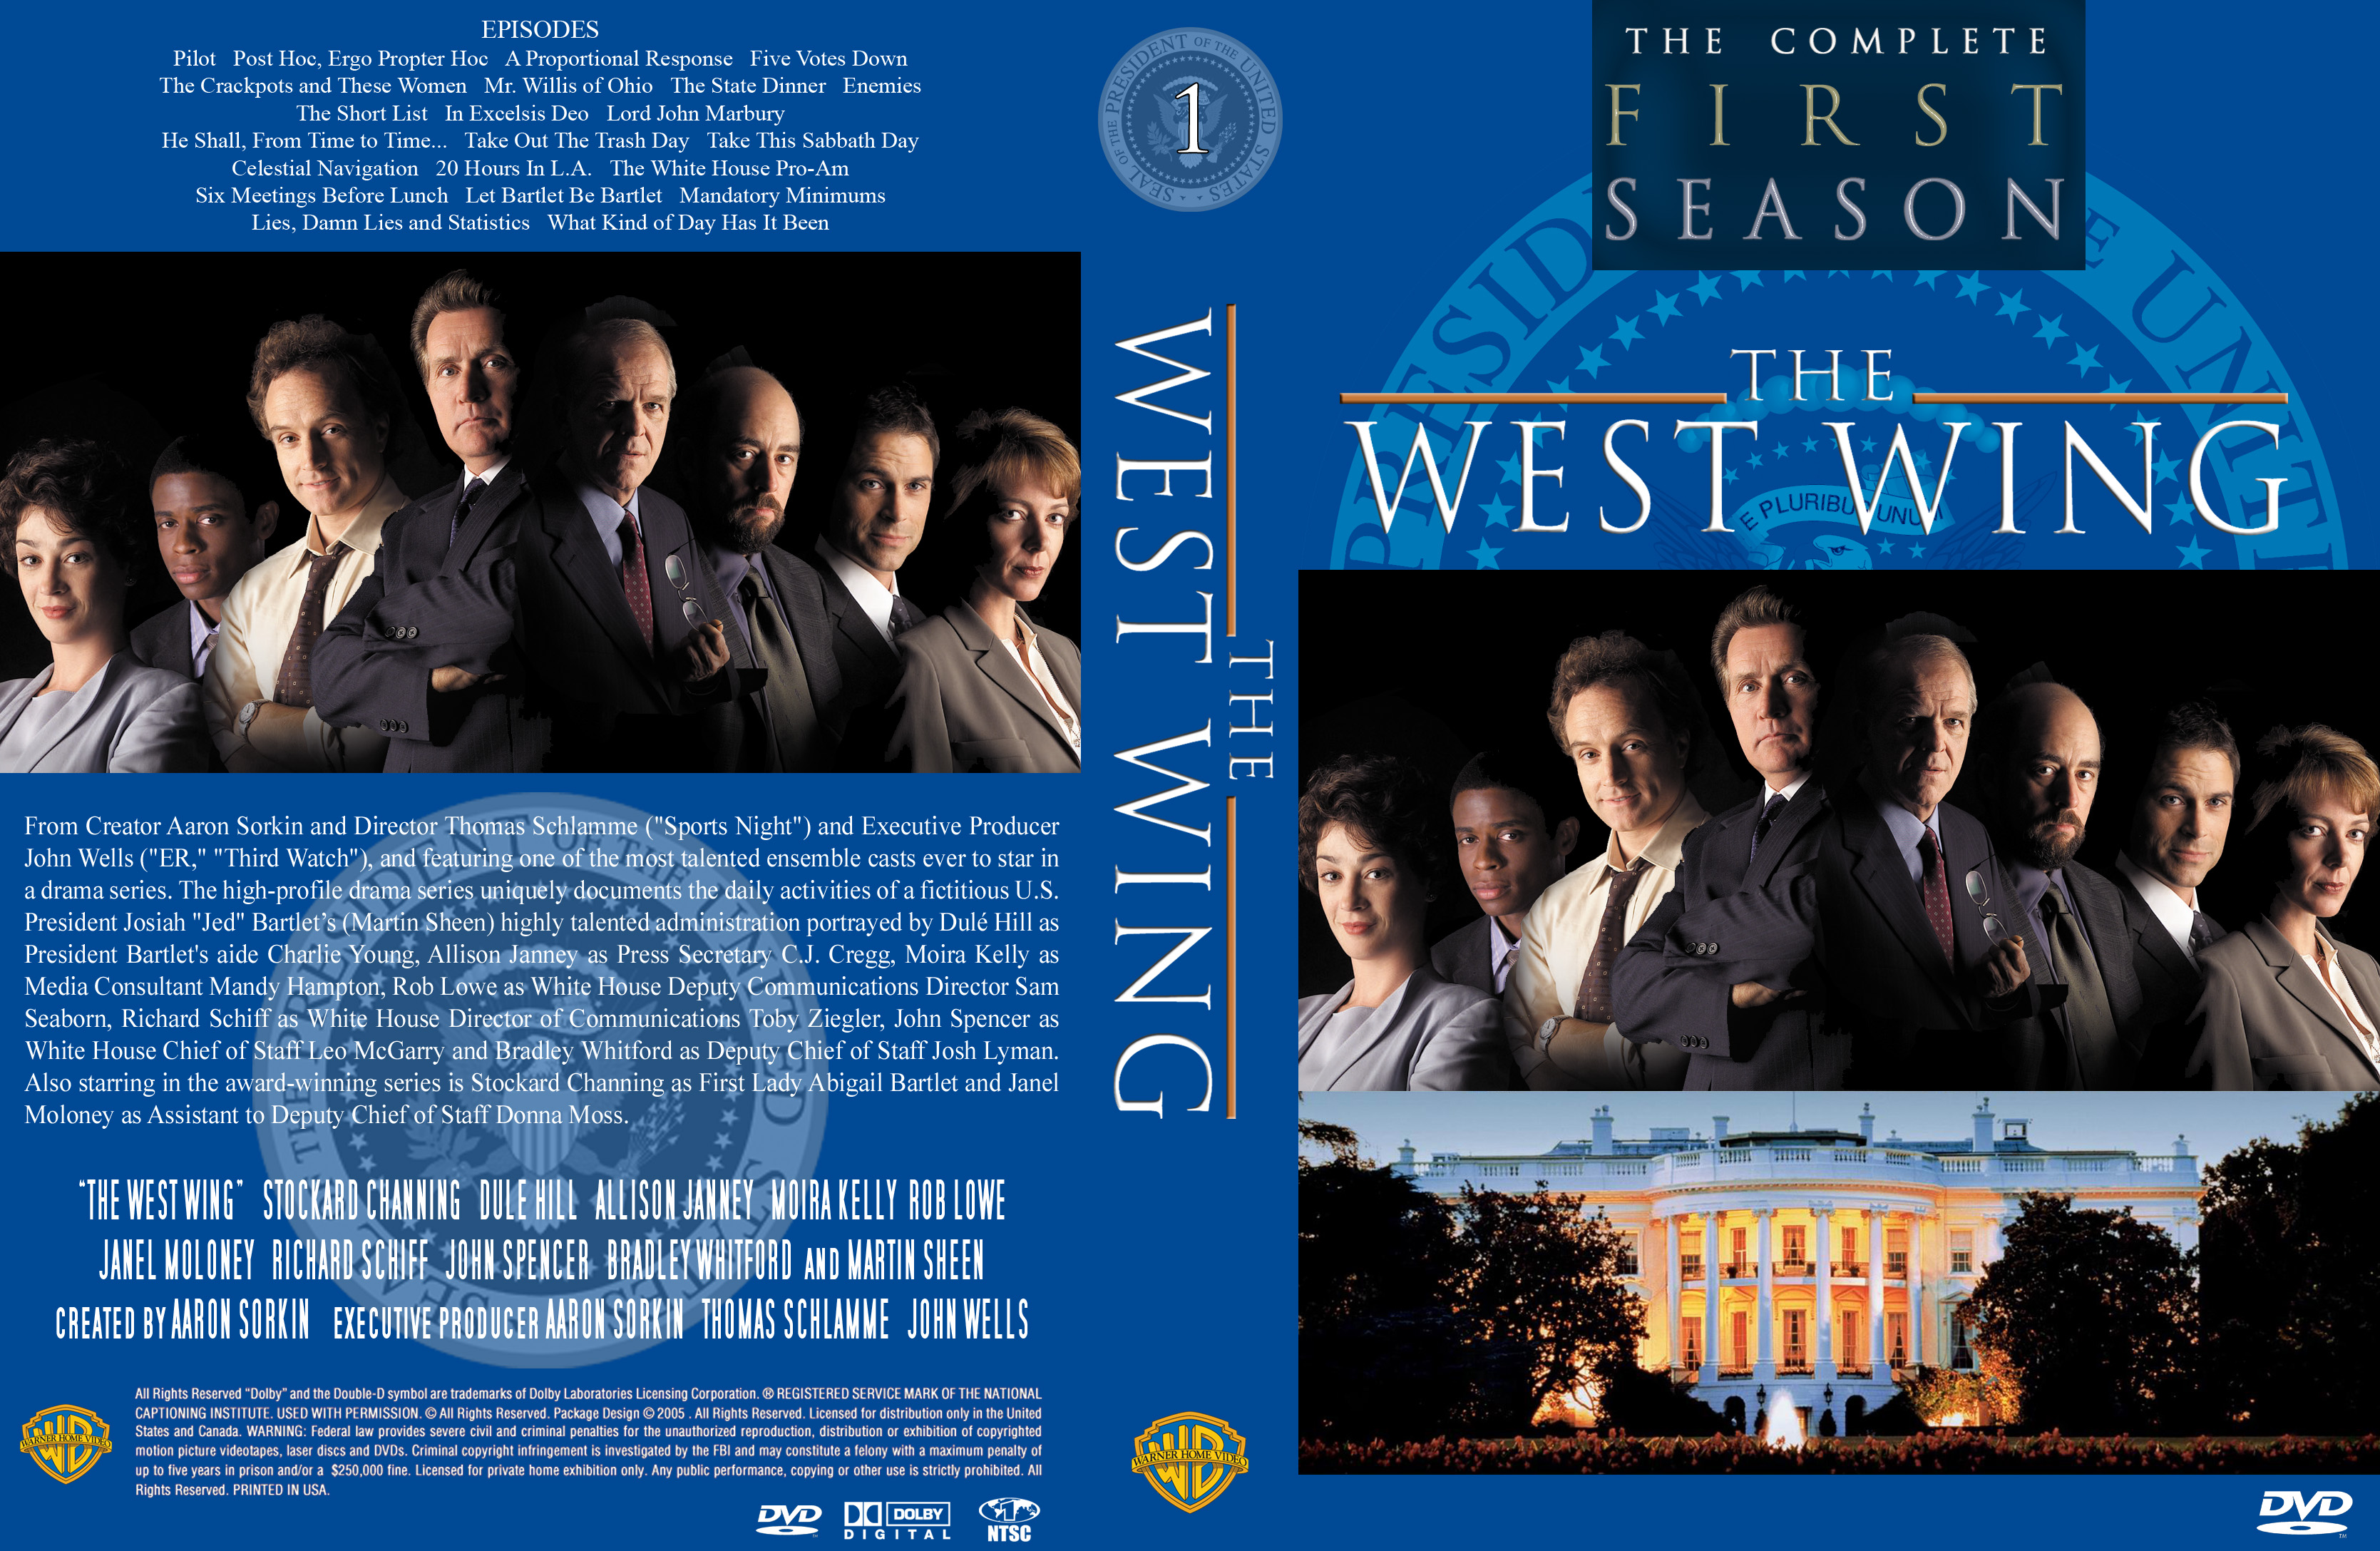 EPISODES
Pilot Post Hoc, Ergo Propter Hoc A Proportional Response Five Votes Down
The Crackpots and These Women Mr. Willis of Ohio The State Dinner Enemies
The Short List In Excelsis Deo Lord John Marbury
He Shall, From Time to Time... Take Out The Trash Day Take This Sabbath Day
Celestial Navigation 20 Hours In L.A. The White House Pro-Am
Six Meetings Before Lunch Let Bartlet Be Bartlet Mandatory Minimums
Lies, Damn Lies and Statistics What Kind of Day Has It Been
From Creator Aaron Sorkin and Director Thomas Schlamme ("Sports Night") and Executive Producer
John Wells ("ER," "Third Watch"), and featuring one of the most talented ensemble casts ever to star in
a drama series. The high-profile drama series uniquely documents the daily activities of a fictitious U.S.
President Josiah "Jed" Bartlet’s (Martin Sheen) highly talented administration portrayed by Dulé Hill as
President Bartlet's aide Charlie Young, Allison Janney as Press Secretary C.J. Cregg, Moira Kelly as
Media Consultant Mandy Hampton, Rob Lowe as White House Deputy Communications Director Sam
Seaborn, Richard Schiff as White House Director of Communications Toby Ziegler, John Spencer as
White House Chief of Staff Leo McGarry and Bradley Whitford as Deputy Chief of Staff Josh Lyman.
Also starring in the award-winning series is Stockard Channing as First Lady Abigail Bartlet and Janel
Moloney as Assistant to Deputy Chief of Staff Donna Moss.
“THE WEST WING” STOCKARD CHANNING DULE HILL ALLISON JANNEY MOIRA KELLY ROB LOWE
JANEL MOLONEY RICHARD SCHIFF JOHN SPENCER BRADLEY WHITFORD AND MARTIN SHEEN
CREATED BY AARON SORKIN EXECUTIVE PRODUCER AARON SORKIN THOMAS SCHLAMME JOHN WELLS
All Rights Reserved “Dolby” and the Double-D symbol are trademarks of Dolby Laboratories Licensing Corporation. ® REGISTERED SERVICE MARK OF THE NATIONAL
CAPTIONING INSTITUTE. USED WITH PERMISSION. © All Rights Reserved. Package Design © 2005 . All Rights Reserved. Licensed for distribution only in the United
States and Canada. WARNING: Federal law provides severe civil and criminal penalties for the unauthorized reproduction, distribution or exhibition of copyrighted
motion picture videotapes, laser discs and DVDs. Criminal copyright infringement is investigated by the FBI and may constitute a felony with a maximum penalty of
up to five years in prison and/or a $250,000 fine. Licensed for private home exhibition only. Any public performance, copying or other use is strictly prohibited. All
Rights Reserved. PRINTED IN USA.
WARNER HOME VIDEO
DVD
DOLBY
DIGITAL
NTSC
SEAL OF THE PRESIDENT OF THE UNITED STATES
1
THE
WEST WING
WARNER HOME VIDEO
THE COMPLETE
FIRST
SEASON
THE
WEST WING
E PLURIBUS UNUM
DVD